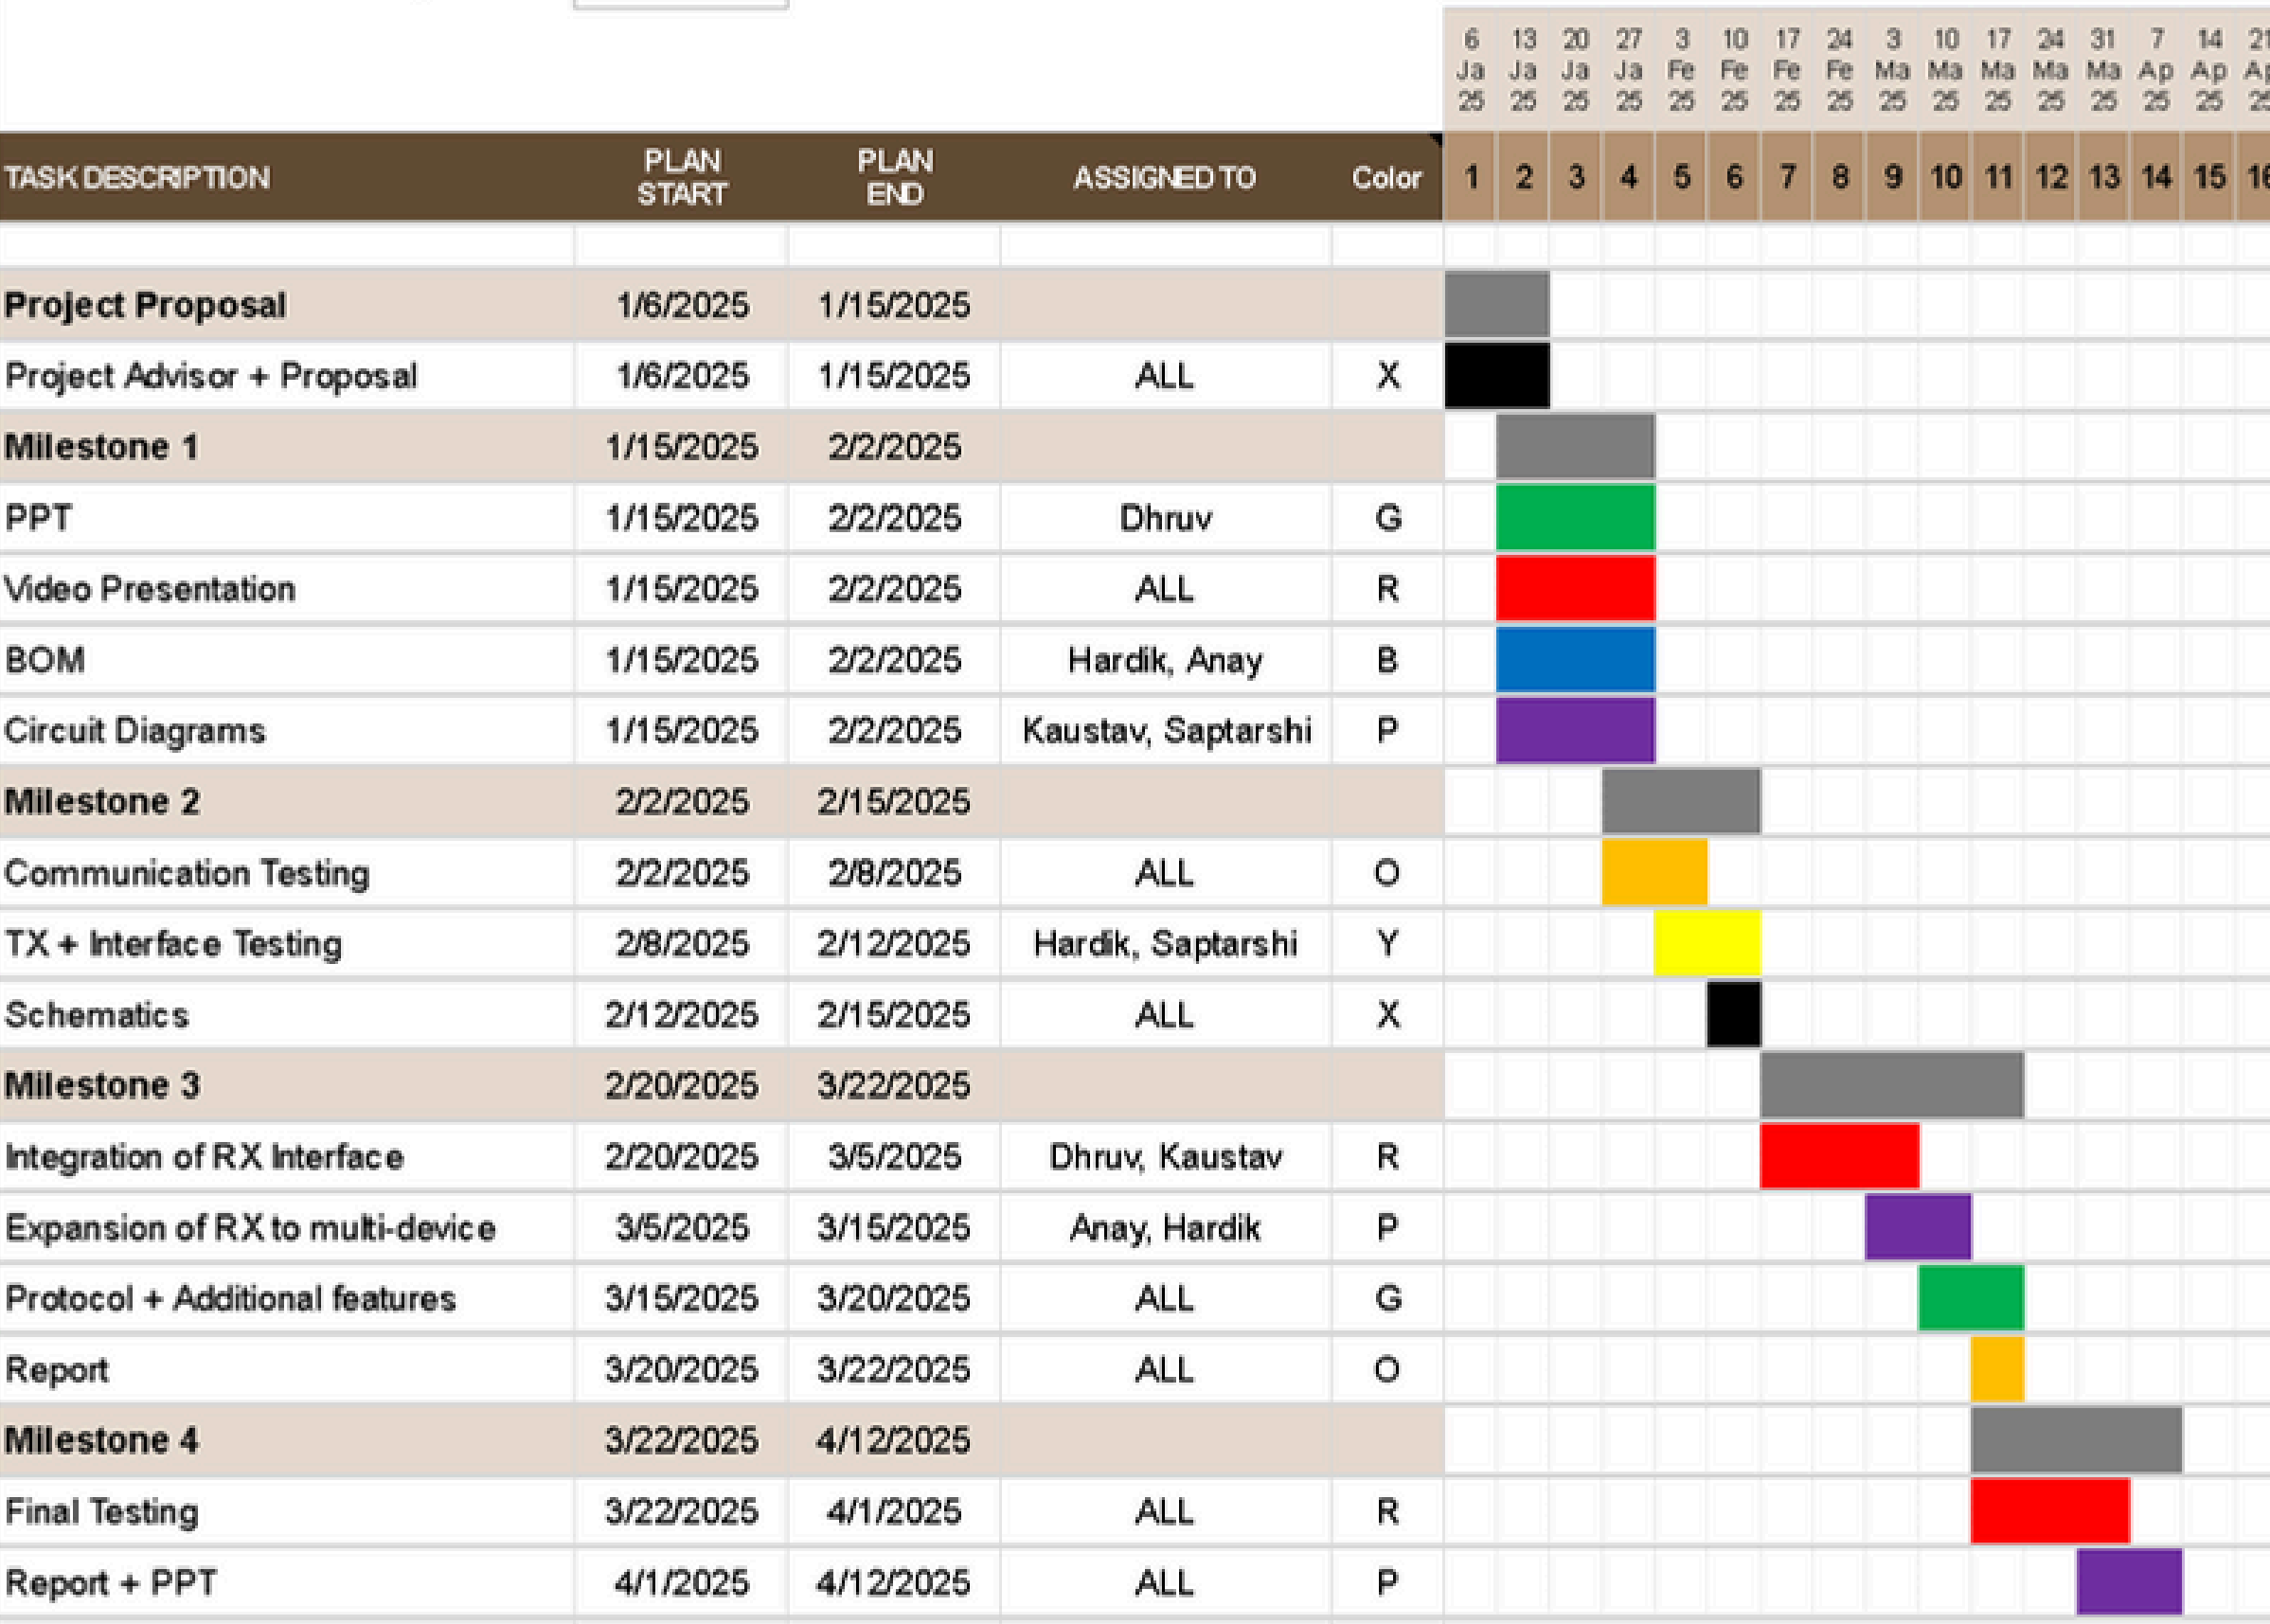 6 13 20 27 3 10 17 24 3 10 17 24 31 7 14 21
Ja Ja Ja Ja Fe Fe Fe Fe Ma Ma Ma Ma Ma Ap Ap Ap
25 25 25 25 25 25 25 25 25 25 25 25 25 25 25 25
TASK DESCRIPTION PLAN START PLAN END ASSIGNED TO Color 1 2 3 4 5 6 7 8 9 10 11 12 13 14 15 16
Project Proposal 1/6/2025 1/15/2025
Project Advisor + Proposal 1/6/2025 1/15/2025 ALL X
Milestone 1 1/15/2025 2/2/2025
PPT 1/15/2025 2/2/2025 Dhruv G
Video Presentation 1/15/2025 2/2/2025 ALL R
BOM 1/15/2025 2/2/2025 Hardik, Anay B
Circuit Diagrams 1/15/2025 2/2/2025 Kaustav, Saptarshi P
Milestone 2 2/2/2025 2/15/2025
Communication Testing 2/2/2025 2/8/2025 ALL O
TX + Interface Testing 2/8/2025 2/12/2025 Hardik, Saptarshi Y
Schematics 2/12/2025 2/15/2025 ALL X
Milestone 3 2/20/2025 3/22/2025
Integration of RX Interface 2/20/2025 3/5/2025 Dhruv, Kaustav R
Expansion of RX to multi-device 3/5/2025 3/15/2025 Anay, Hardik P
Protocol + Additional features 3/15/2025 3/20/2025 ALL G
Report 3/20/2025 3/22/2025 ALL O
Milestone 4 3/22/2025 4/12/2025
Final Testing 3/22/2025 4/1/2025 ALL R
Report + PPT 4/1/2025 4/12/2025 ALL P